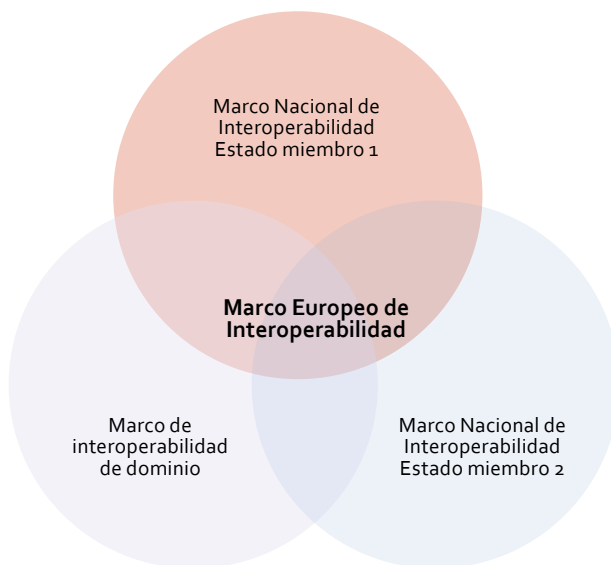 Marco Nacional de
Interoperabilidad
Estado miembro 1
Marco Europeo de
Interoperabilidad
Marco de
interoperabilidad
de dominio
Marco Nacional de
Interoperabilidad
Estado miembro 2